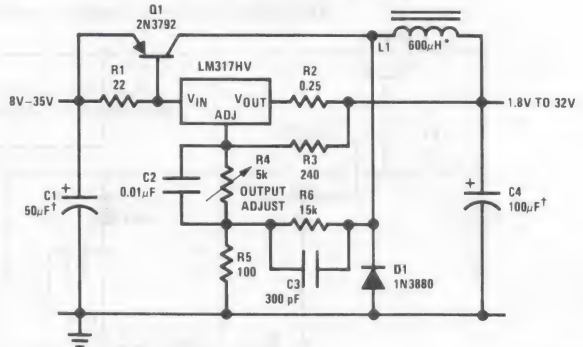 Q1
2N3792
L1
600μH*
R1
22
LM317HV
R2
0.25
8V–35V
VIN
VOUT
ADJ
1.8V TO 32V
R3
240
R4
5k
C2
0.01μF
OUTPUT
ADJUST
R6
15k
C1
50μF†
+
C4
100μF†
+
R5
100
C3
300 pF
D1
1N3880